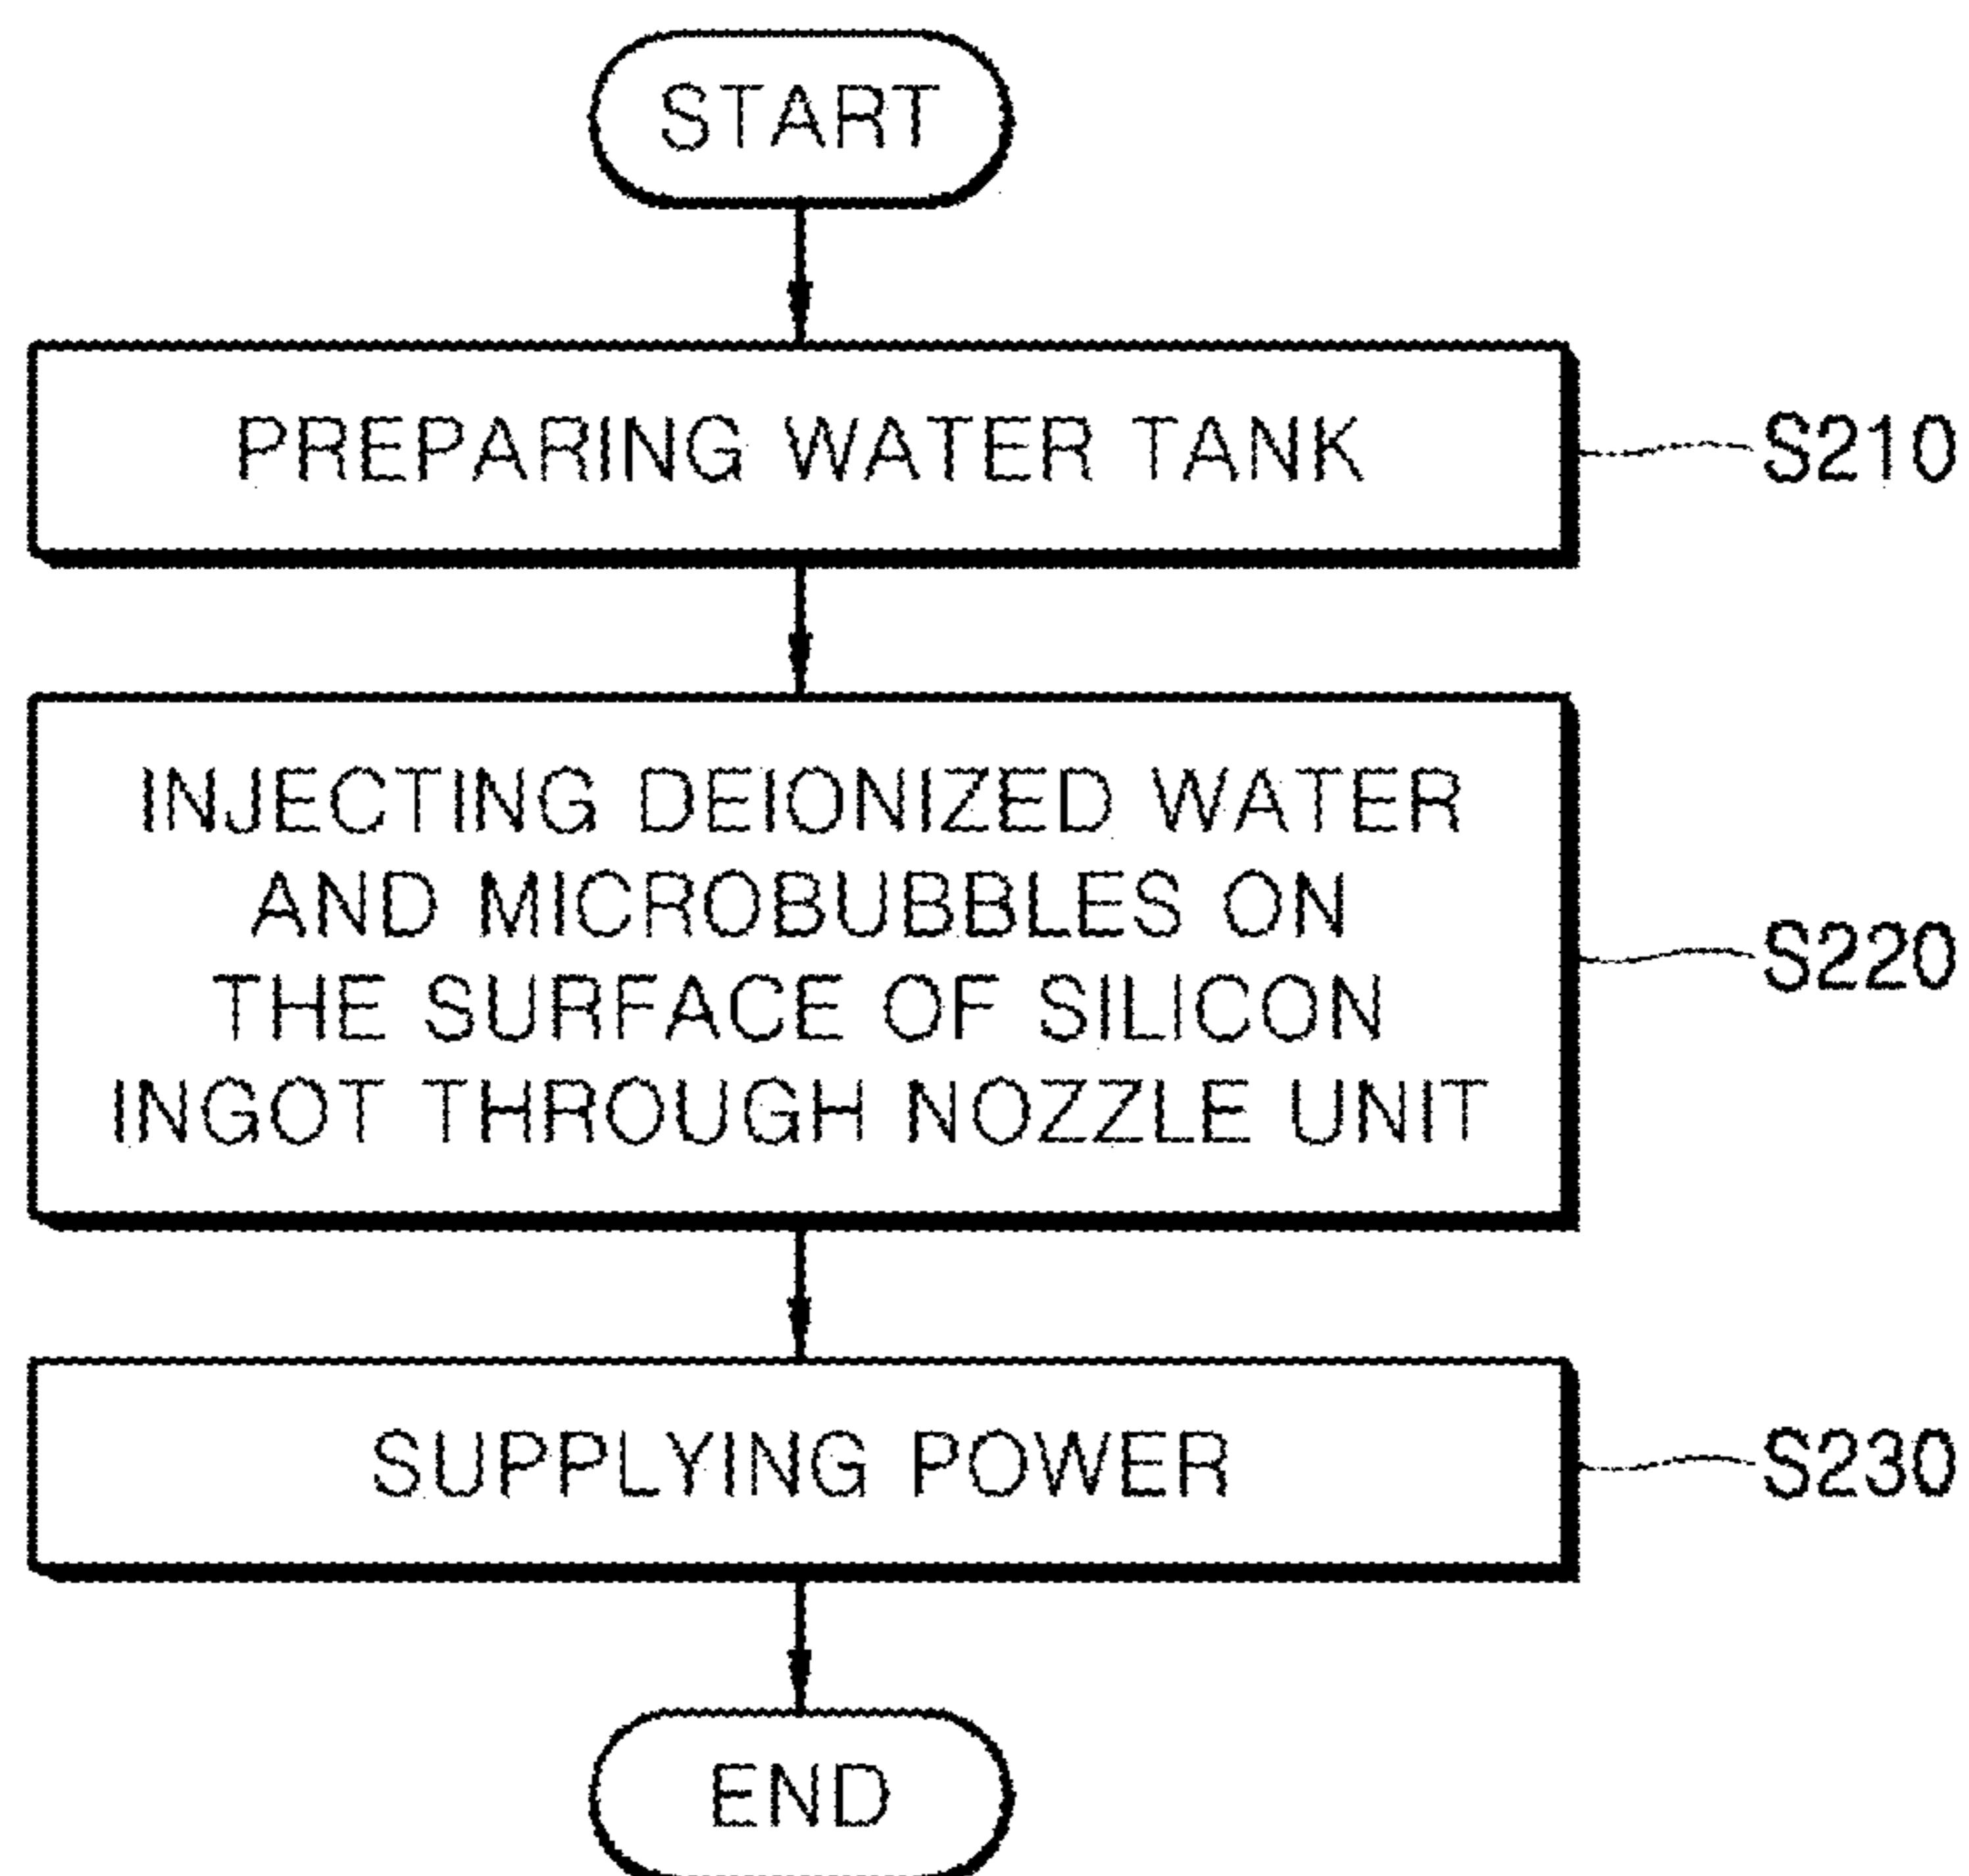 START
PREPARING WATER TANK
S210
INJECTING DEIONIZED WATER
AND MICROBUBBLES ON
THE SURFACE OF SILICON
INGOT THROUGH NOZZLE UNIT
S220
SUPPLYING POWER
S230
END